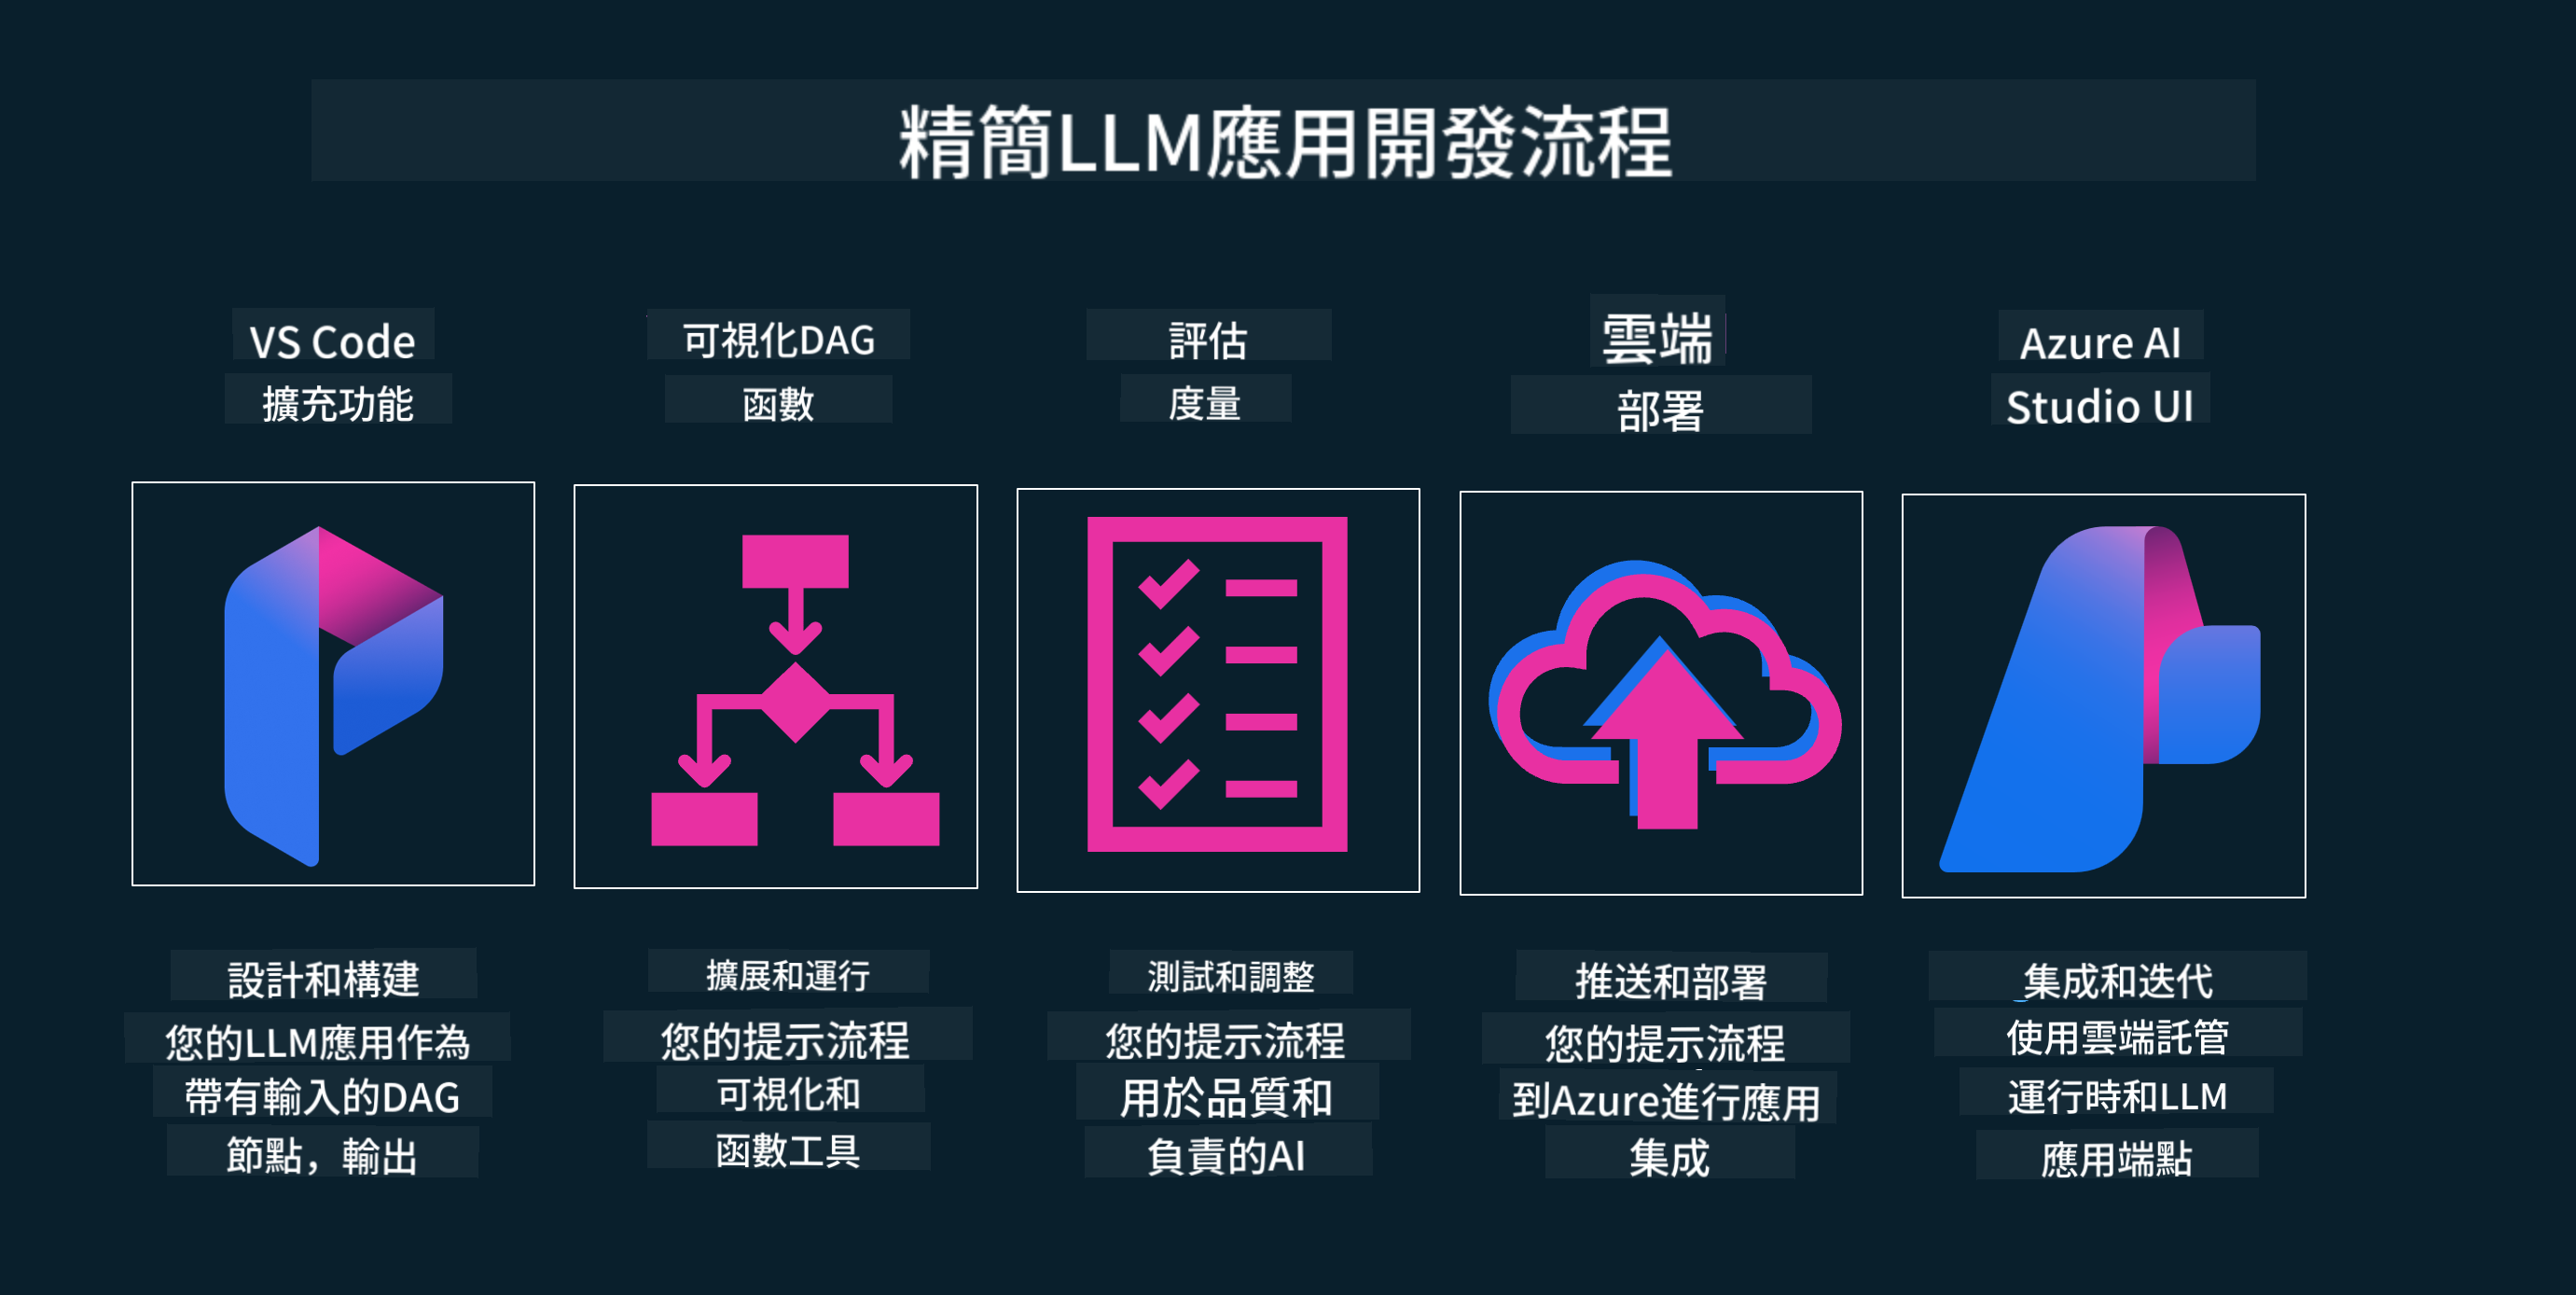 精簡LLM應用開發流程
VS Code
擴充功能
可視化DAG
函數
評估
度量
雲端
部署
Azure AI
Studio UI
設計和構建
您的LLM應用作為
帶有輸入的DAG
節點，輸出
擴展和運行
您的提示流程
可視化和
函數工具
測試和調整
您的提示流程
用於品質和
負責的AI
推送和部署
您的提示流程
到Azure進行應用
集成
集成和迭代
使用雲端託管
運行時和LLM
應用端點